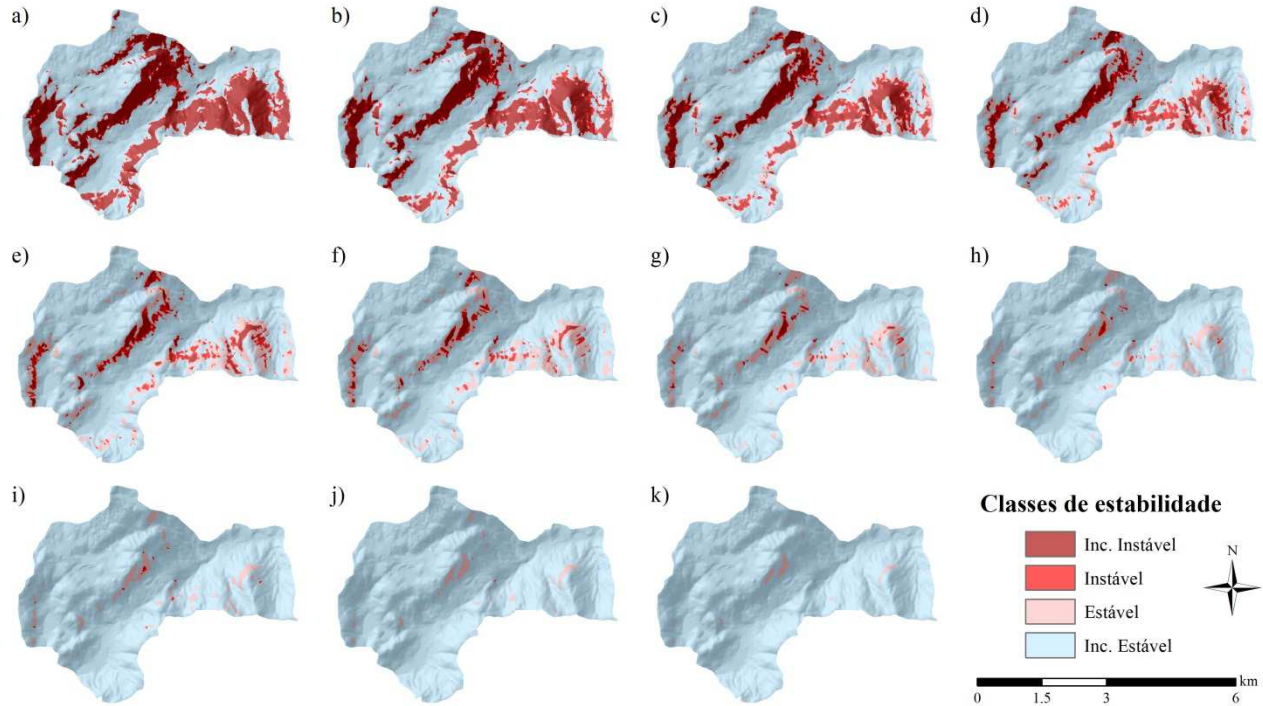 a)
b)
c)
d)
e)
f)
g)
h)
i)
j)
k)
Classes de estabilidade
Inc. Instável
Instável
Estável
Inc. Estável
N
km
0 1.5 3 6